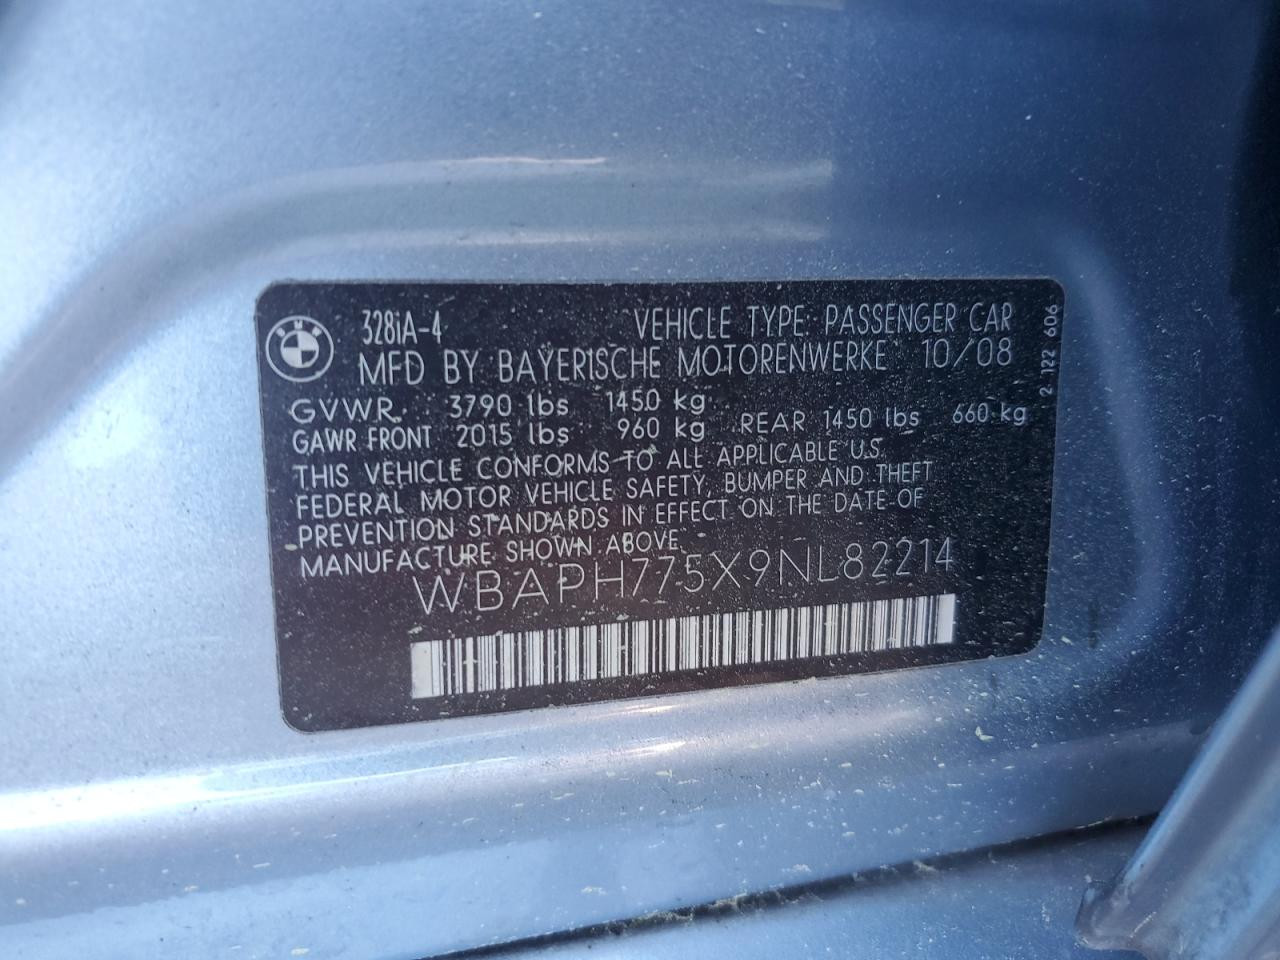 BMW
328iA-4 VEHICLE TYPE PASSENGER CAR
MFD BY BAYERISCHE MOTORENWERKE 10/08
GVWR 3790 lbs 1450 kg
GAWR FRONT 2015 lbs 960 kg REAR 1450 lbs 660 kg
THIS VEHICLE CONFORMS TO ALL APPLICABLE U.S.
FEDERAL MOTOR VEHICLE SAFETY, BUMPER AND THEFT
PREVENTION STANDARDS IN EFFECT ON THE DATE OF
MANUFACTURE SHOWN ABOVE
WBAPH775X9NL82214
2 122 606